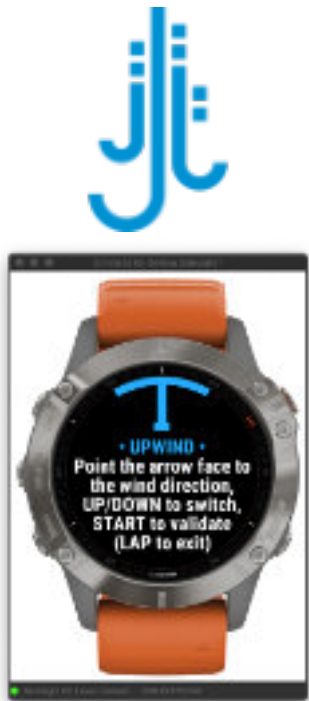 • UPWIND •
Point the arrow face to
the wind direction,
UP/DOWN to switch,
START to validate
(LAP to exit)